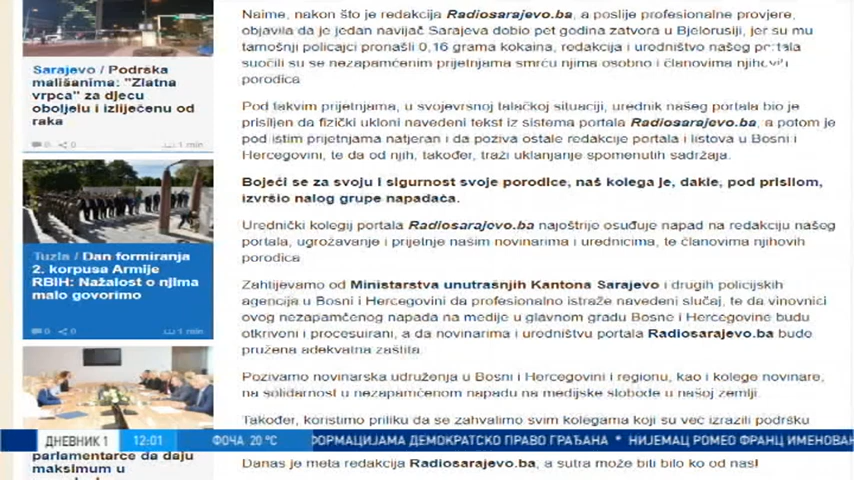 Sarajevo / Podrška
mališanima: "Zlatna
vrpca" za djecu
oboljelu i izliječenu od
raka
0 0 1 min
Tuzla / Dan formiranja
2. korpusa Armije
RBIH: Nažalost o njima
malo govorimo
0 0 1 min
parlamentarce da daju
maksimum u
Naime, nakon što je redakcija Radiosarajevo.ba, a poslije profesionalne provjere,
objavila da je jedan navijač Sarajeva dobio pet godina zatvora u Bjelorusiji, jer su mu
tamošnji policajci pronašli 0,16 grama kokaina, redakcija i uredništvo našeg portala
suočili su se nezapamćenim prijetnjama smrću njima osobno i članovima njihovih
porodica
Pod takvim prijetnjama, u svojevrsnoj talačkoj situaciji, urednik našeg portala bio je
prisiljen da fizički ukloni navedeni tekst iz sistema portala Radiosarajevo.ba, a potom je
pod istim prijetnjama natjeran i da poziva ostale redakcije portala i listova u Bosni i
Hercegovini, te da od njih, također, traži uklanjanje spomenutih sadržaja.
Bojeći se za svoju i sigurnost svoje porodice, naš kolega je, dakle, pod prisilom,
izvršio nalog grupe napadača.
Urednički kolegij portala Radiosarajevo.ba najoštrije osuđuje napad na redakciju našeg
portala, ugrožavanje i prijetnje našim novinarima i urednicima, te članovima njihovih
porodica
Zahtijevamo od Ministarstva unutrašnjih Kantona Sarajevo i drugih policijskih
agencija u Bosni i Hercegovini da profesionalno istraže navedeni slučaj, te da vinovnici
ovog nezapamćenog napada na medije u glavnom gradu Bosne i Hercegovine budu
otkriveni i procesuirani, a da novinarima i uredništvu portala Radiosarajevo.ba bude
pružena adekvatna zaštita
Pozivamo novinarska udruženja u Bosni i Hercegovini i regionu, kao i kolege novinare,
na solidarnost u nezapamćenom napadu na medijske slobode u našoj zemlji.
Također, koristimo priliku da se zahvalimo svim kolegama koji su već izrazili podršku
Danas je meta redakcija Radiosarajevo.ba, a sutra može biti bilo ko od nas!
ДНЕВНИК 1 12:01 ФОЧА 20 °C ФОРМАЦИЈАМА ДЕМОКРАТСКО ПРАВО ГРАЂАНА * НИЈЕМАЦ РОМЕО ФРАНЦ ИМЕНОВАН